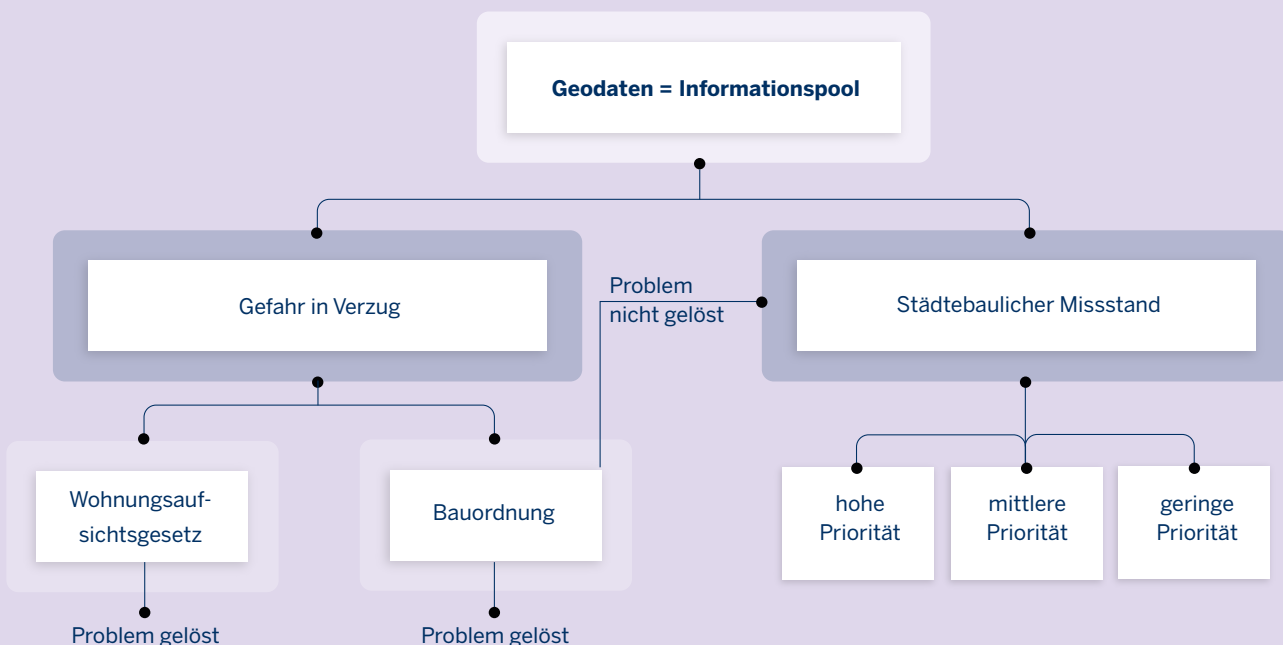 Geodaten = Informationspool
Gefahr in Verzug
Problem
nicht gelöst
Städtebaulicher Missstand
Wohnungsauf-
sichtsgesetz
Bauordnung
hohe
Priorität
mittlere
Priorität
geringe
Priorität
Problem gelöst
Problem gelöst